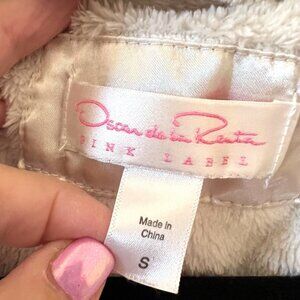 Oscar de la Renta
PINK LABEL
Made in
China
S